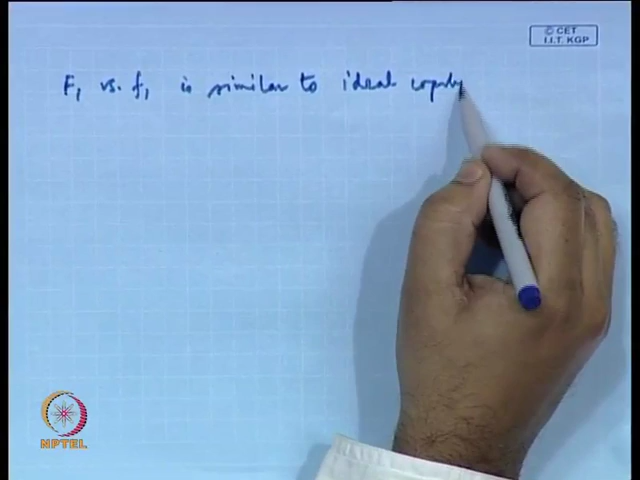 © CET
I.I.T. KGP
F₁ vs. f₁ is similar to ideal copoly
NPTEL